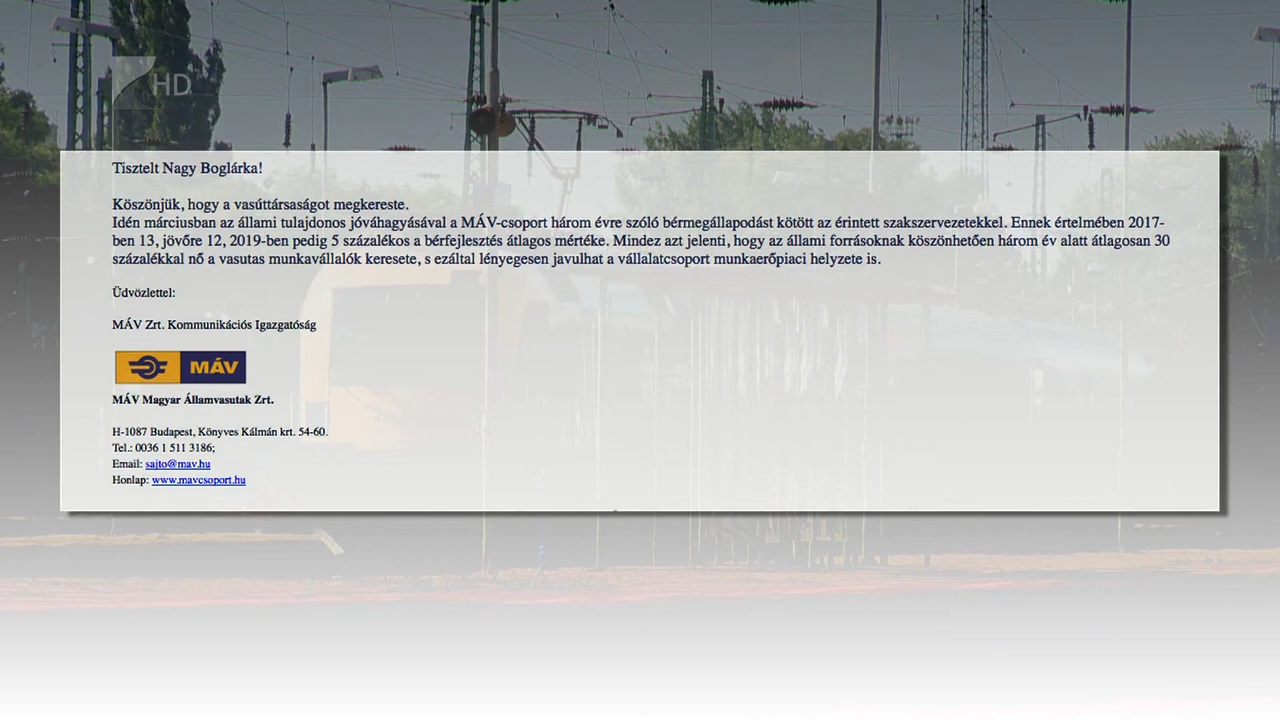 HD
Tisztelt Nagy Boglárka!
Köszönjük, hogy a vasúttársaságot megkereste.
Idén márciusban az állami tulajdonos jóváhagyásával a MÁV-csoport három évre szóló bérmegállapodást kötött az érintett szakszervezetekkel. Ennek értelmében 2017-
ben 13, jövőre 12, 2019-ben pedig 5 százalékos a bérfejlesztés átlagos mértéke. Mindez azt jelenti, hogy az állami forrásoknak köszönhetően három év alatt átlagosan 30
százalékkal nő a vasutas munkavállalók keresete, s ezáltal lényegesen javulhat a vállalatcsoport munkaerőpiaci helyzete is.
Üdvözlettel:
MÁV Zrt. Kommunikációs Igazgatóság
MÁV
MÁV Magyar Államvasutak Zrt.
H-1087 Budapest, Könyves Kálmán krt. 54-60.
Tel.: 0036 1 511 3186;
Email: sajto@mav.hu
Honlap: www.mavcsoport.hu